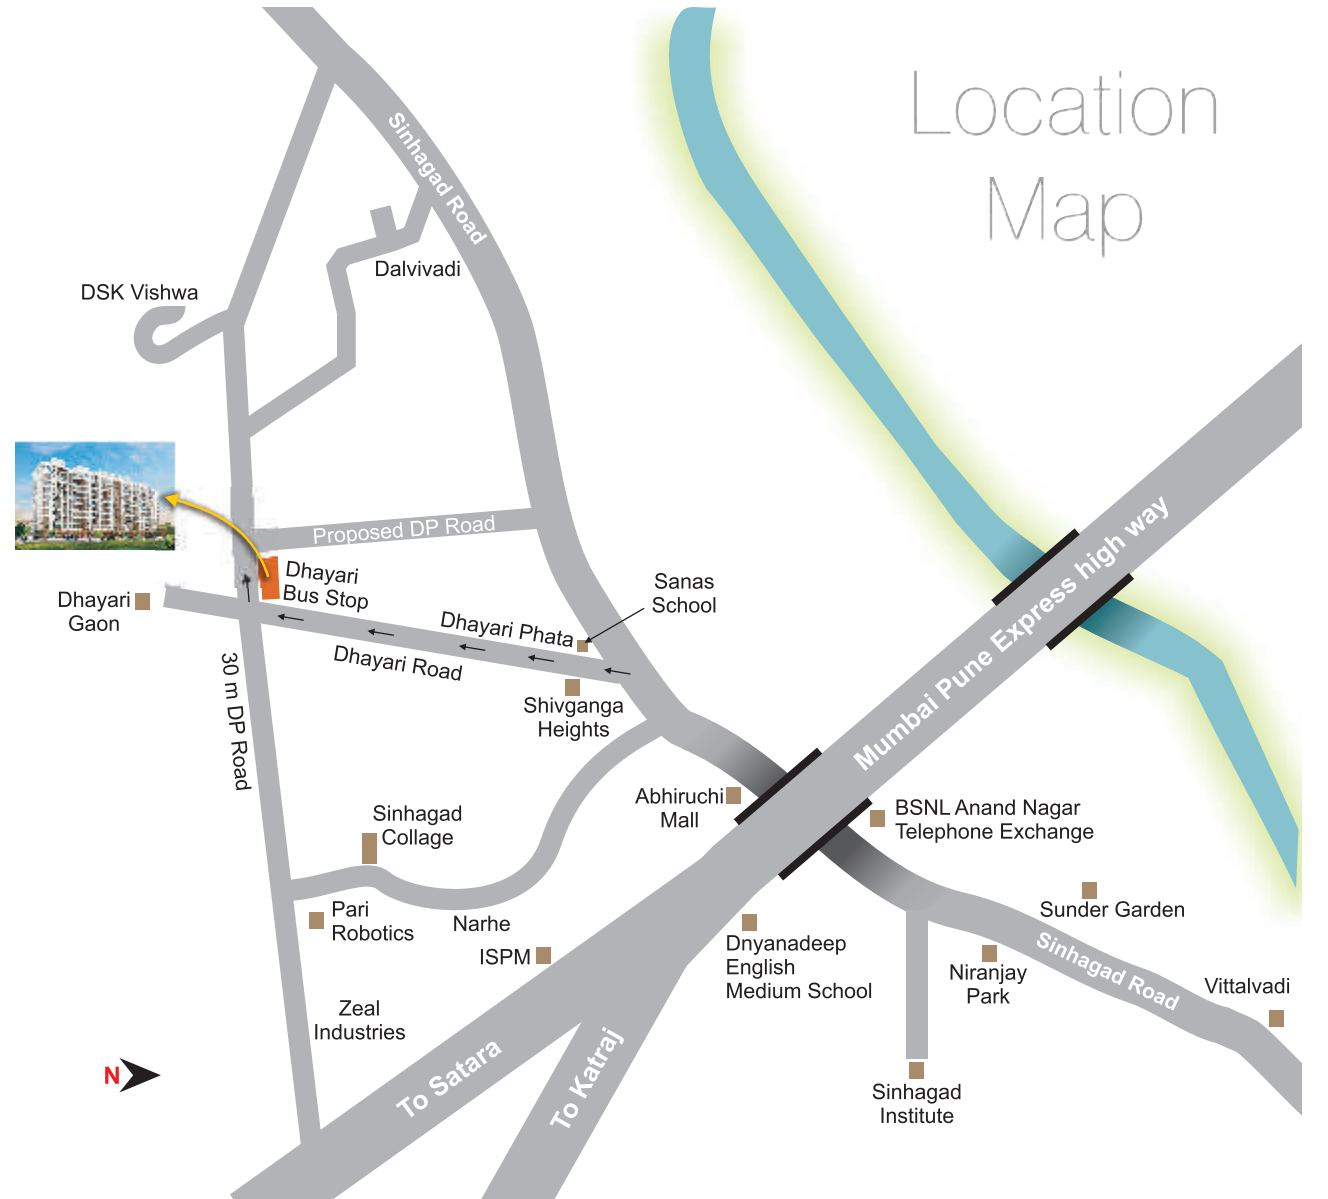 Location
Map
Sinhagad Road
Dalvivadi
DSK Vishwa
Proposed DP Road
Dhayari
Bus Stop
Dhayari
Gaon
Sanas
School
Dhayari Phata
Dhayari Road
30 m DP Road
Shivganga
Heights
Mumbai Pune Express high way
Abhiruchi
Mall
BSNL Anand Nagar
Telephone Exchange
Sinhagad
Collage
Pari
Robotics
Narhe
ISPM
Sunder Garden
Dnyanadeep
English
Medium School
Sinhagad Road
Niranjay
Park
Vittalvadi
Zeal
Industries
To Satara
To Katraj
N
Sinhagad
Institute